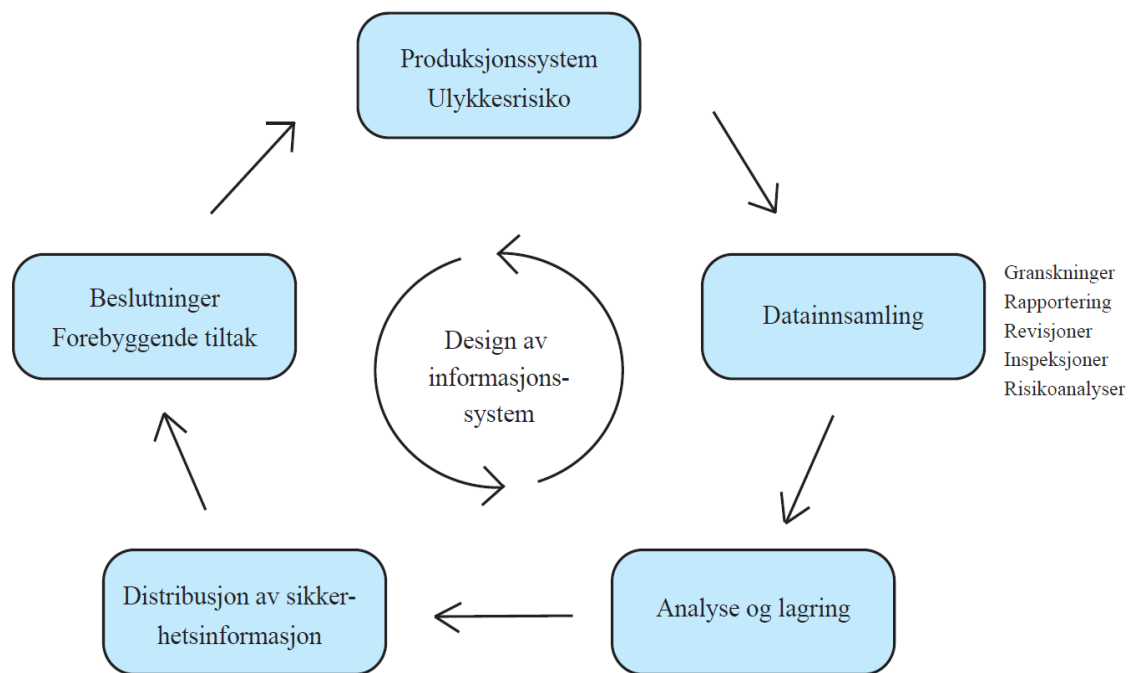 Produksjonssystem
Ulykkesrisiko
Beslutninger
Forebyggende tiltak
Design av
informasjons-
system
Datainnsamling
Granskninger
Rapportering
Revisjoner
Inspeksjoner
Risikoanalyser
Distribusjon av sikker-
hetsinformasjon
Analyse og lagring